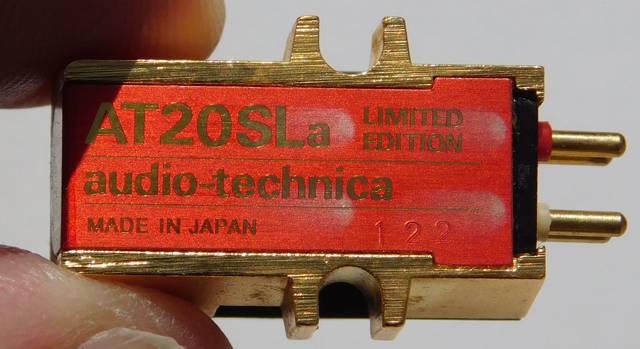 AT20SLa LIMITED EDITION
audio-technica
MADE IN JAPAN 122